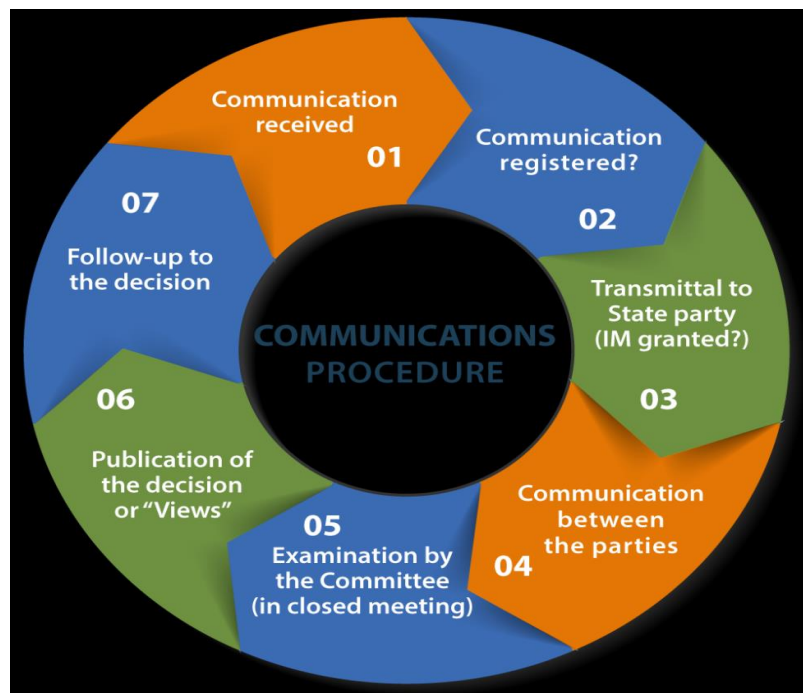 Communication
received
01
Communication
registered?
02
Transmittal to
State party
(IM granted?)
03
Communication
between
the parties
04
05
Examination by
the Committee
(in closed meeting)
06
Publication of
the decision
or “Views”
07
Follow-up to
the decision
COMMUNICATIONS
PROCEDURE